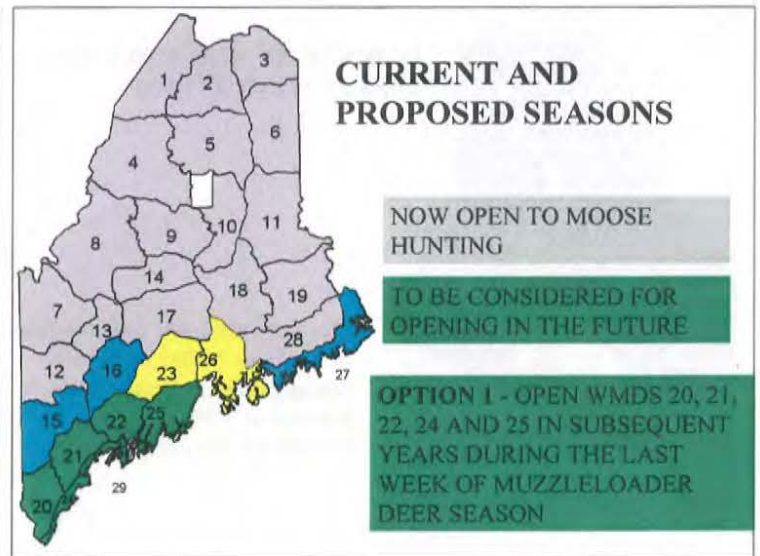 CURRENT AND
PROPOSED SEASONS
NOW OPEN TO MOOSE
HUNTING
TO BE CONSIDERED FOR
OPENING IN THE FUTURE
OPTION 1 - OPEN WMDS 20, 21,
22, 24 AND 25 IN SUBSEQUENT
YEARS DURING THE LAST
WEEK OF MUZZLELOADER
DEER SEASON
1
2
3
4
5
6
7
8
9
10
11
12
13
14
15
16
17
18
19
20
21
22
23
25
26
27
28
29